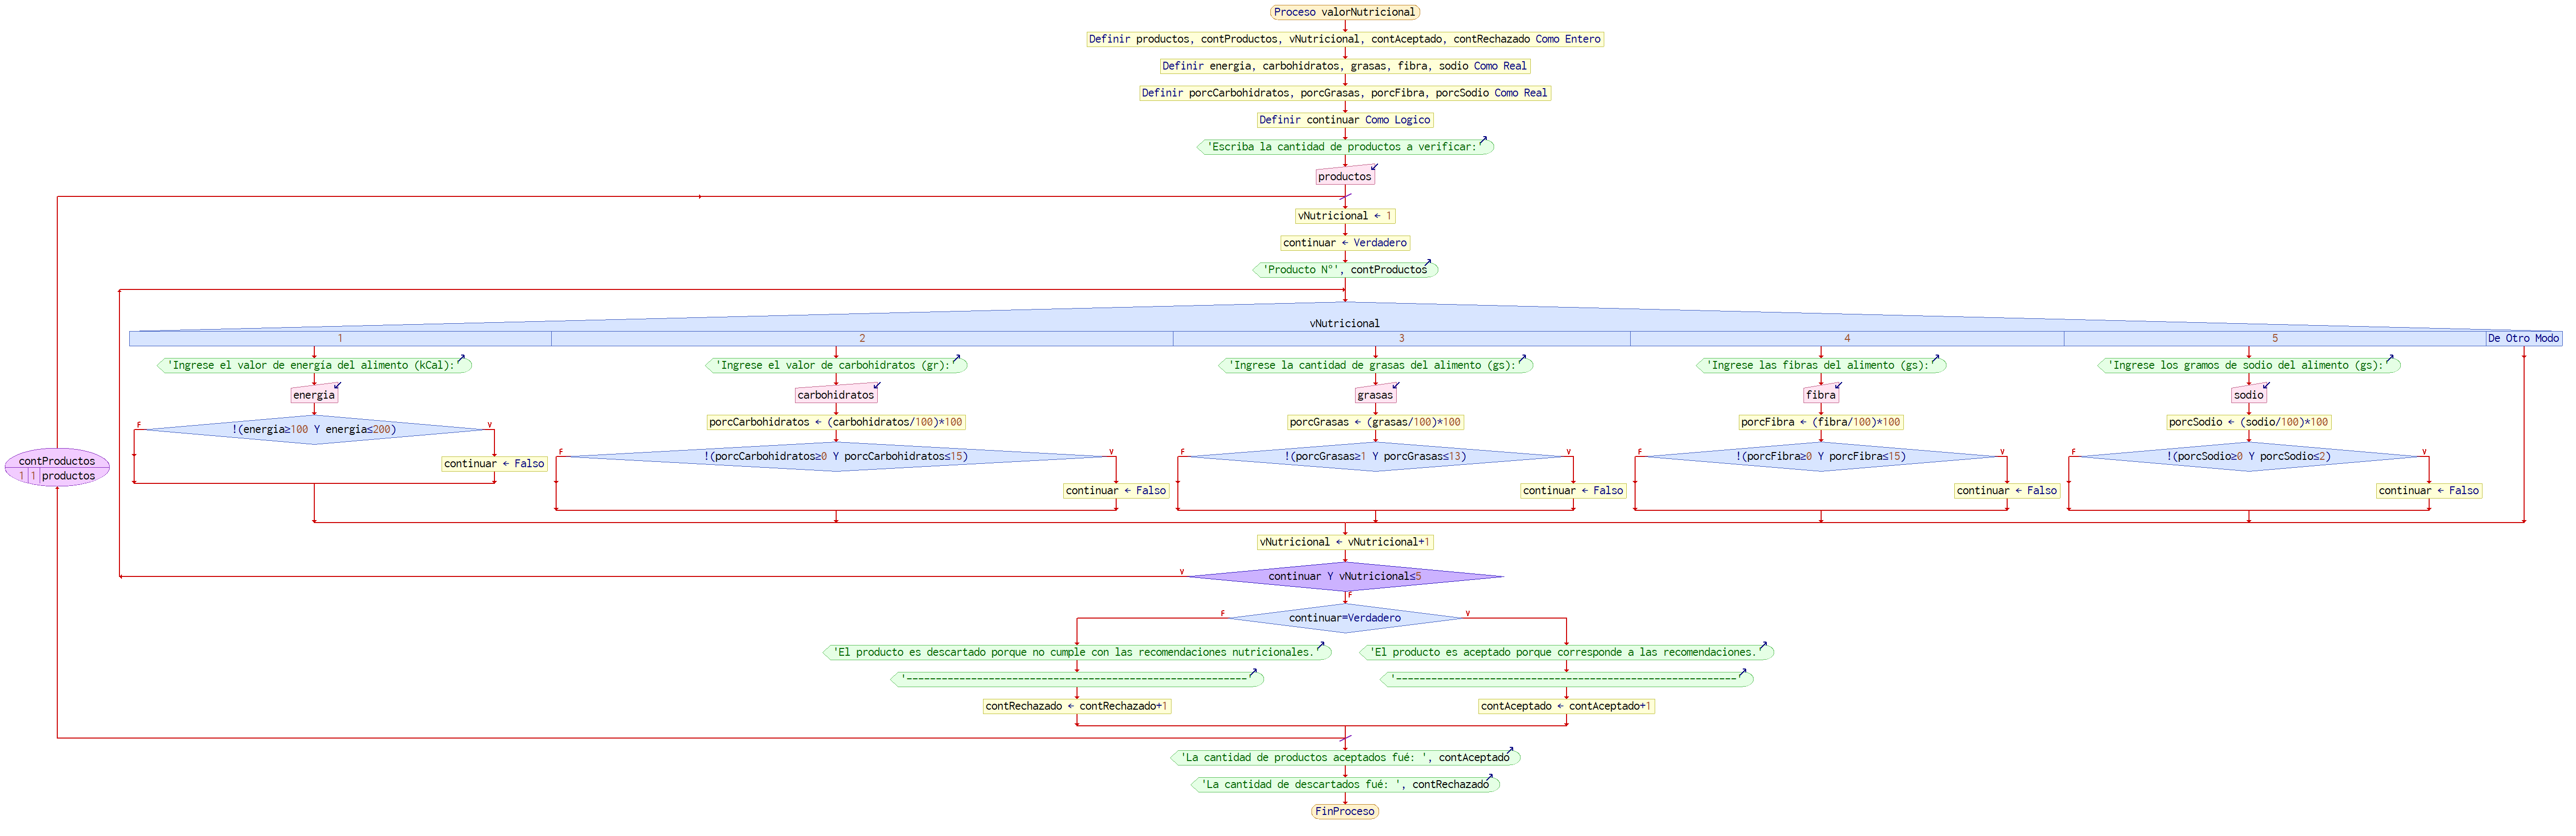 Proceso valorNutricional
Definir productos, contProductos, vNutricional, contAceptado, contRechazado Como Entero
Definir energia, carbohidratos, grasas, fibra, sodio Como Real
Definir porcCarbohidratos, porcGrasas, porcFibra, porcSodio Como Real
Definir continuar Como Logico
'Escriba la cantidad de productos a verificar:'
productos
vNutricional ← 1
continuar ← Verdadero
'Producto N°', contProductos
vNutricional
1
2
3
4
5
De Otro Modo
'Ingrese el valor de energía del alimento (kCal):'
energia
!(energia≥100 Y energia≤200)
F
V
continuar ← Falso
'Ingrese el valor de carbohidratos (gr):'
carbohidratos
porcCarbohidratos ← (carbohidratos/100)*100
!(porcCarbohidratos≥0 Y porcCarbohidratos≤15)
F
V
continuar ← Falso
'Ingrese la cantidad de grasas del alimento (gs):'
grasas
porcGrasas ← (grasas/100)*100
!(porcGrasas≥1 Y porcGrasas≤13)
F
V
continuar ← Falso
'Ingrese las fibras del alimento (gs):'
fibra
porcFibra ← (fibra/100)*100
!(porcFibra≥0 Y porcFibra≤15)
F
V
continuar ← Falso
'Ingrese los gramos de sodio del alimento (gs):'
sodio
porcSodio ← (sodio/100)*100
!(porcSodio≥0 Y porcSodio≤2)
F
V
continuar ← Falso
contProductos
1 1 productos
vNutricional ← vNutricional+1
continuar Y vNutricional≤5
V
F
continuar=Verdadero
F
V
'El producto es descartado porque no cumple con las recomendaciones nutricionales.
'----------------------------------------------------------'
contRechazado ← contRechazado+1
'El producto es aceptado porque corresponde a las recomendaciones.'
'----------------------------------------------------------'
contAceptado ← contAceptado+1
'La cantidad de productos aceptados fué: ', contAceptado
'La cantidad de descartados fué: ', contRechazado
FinProceso